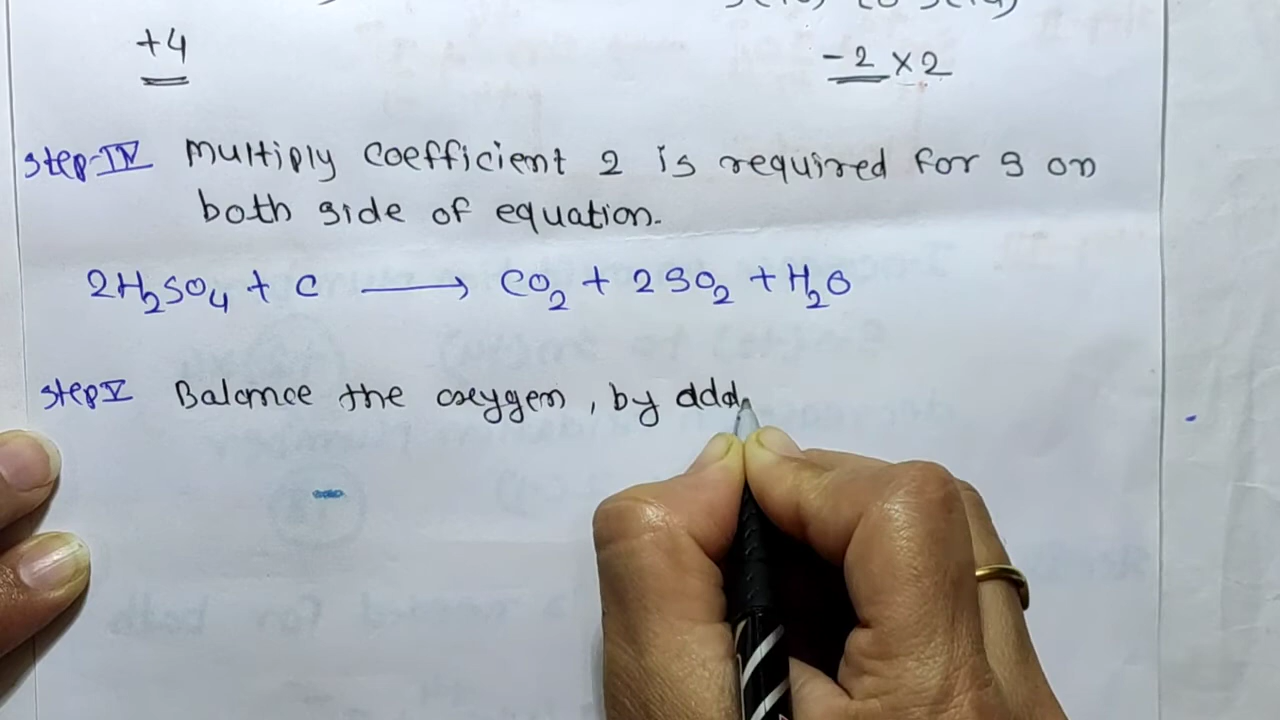 +4
-2 × 2
Step-IV Multiply coefficient 2 is required for S on
both side of equation.
2H₂SO₄ + C ⟶ CO₂ + 2SO₂ + H₂O
Step V Balance the oxygen, by add